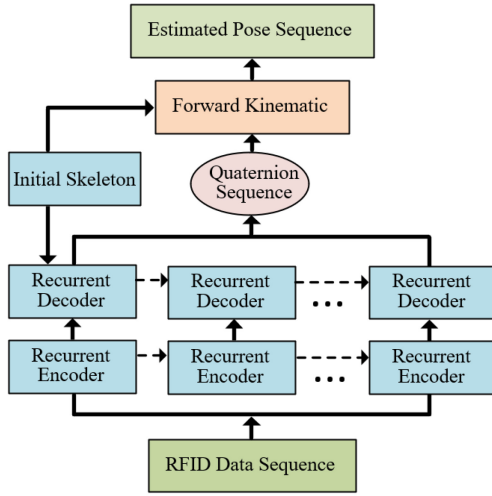 Estimated Pose Sequence
Forward Kinematic
Initial Skeleton
Quaternion
Sequence
Recurrent
Decoder
Recurrent
Decoder
...
Recurrent
Decoder
Recurrent
Encoder
Recurrent
Encoder
...
Recurrent
Encoder
RFID Data Sequence